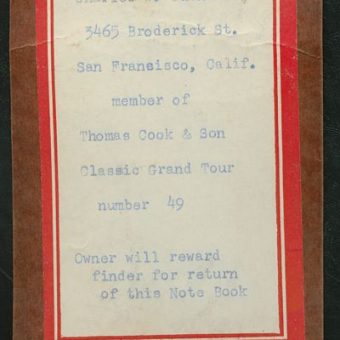 3465 Broderick St.
San Franeisco, Calif.
member of
Thomas Cook & Son
Classic Grand Tour
number 49
Owner will reward
finder for return
of this Note Book